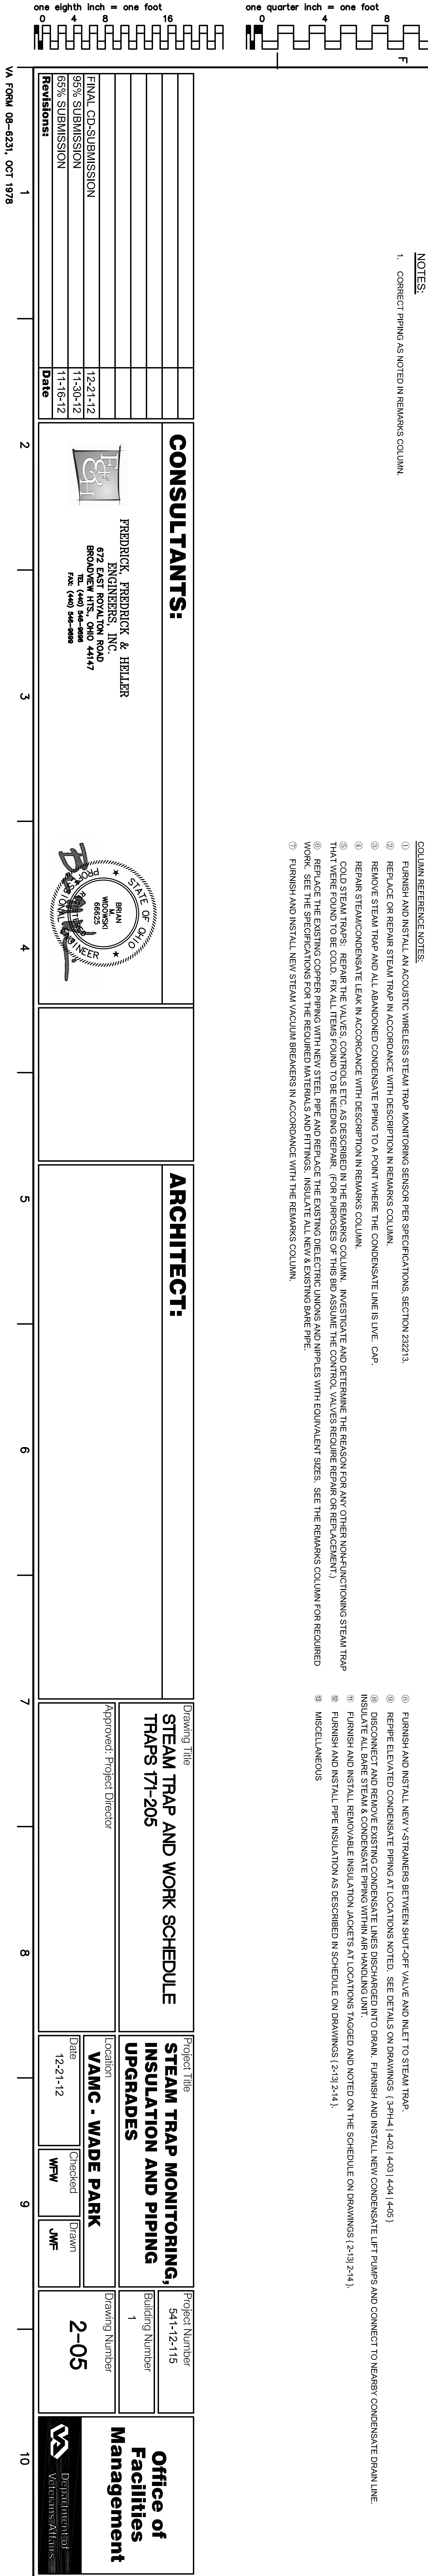 NOTES:
1. CORRECT PIPING AS NOTED IN REMARKS COLUMN.
COLUMN REFERENCE NOTES:
① FURNISH AND INSTALL AN ACOUSTIC WIRELESS STEAM TRAP MONITORING SENSOR PER SPECIFICATIONS, SECTION 232213.
② REPLACE OR REPAIR STEAM TRAP IN ACCORDANCE WITH DESCRIPTION IN REMARKS COLUMN.
③ REMOVE STEAM TRAP AND ALL ABANDONED CONDENSATE PIPING TO A POINT WHERE THE CONDENSATE LINE IS LIVE. CAP.
④ REPAIR STEAM/CONDENSATE LEAK IN ACCORCANCE WITH DESCRIPTION IN REMARKS COLUMN.
⑤ COLD STEAM TRAPS: REPAIR THE VALVES, CONTROLS ETC. AS DESCRIBED IN THE REMARKS COLUMN. INVESTIGATE AND DETERMINE THE REASON FOR ANY OTHER NON-FUNCTIONING STEAM TRAP
THAT WERE FOUND TO BE COLD. FIX ALL ITEMS FOUND TO BE NEEDING REPAIR. (FOR PURPOSES OF THIS BID ASSUME THE CONTROL VALVES REQUIRE REPAIR OR REPLACEMENT.)
⑥ REPLACE THE EXISTING COPPER PIPING WITH NEW STEEL PIPE AND REPLACE THE EXISTING DIELECTRIC UNIONS AND NIPPLES WITH EQUIVALENT SIZES. SEE THE REMARKS COLUMN FOR REQUIRED
WORK. SEE THE SPECIFICATIONS FOR THE REQUIRED MATERIALS AND FITTINGS. INSULATE ALL NEW & EXISTING BARE PIPE.
⑦ FURNISH AND INSTALL NEW STEAM VACUUM BREAKERS IN ACCORDANCE WITH THE REMARKS COLUMN.
⑧ FURNISH AND INSTALL NEW Y-STRAINERS BETWEEN SHUT-OFF VALVE AND INLET TO STEAM TRAP.
⑨ REPIPE ELEVATED CONDENSATE PIPING AT LOCATIONS NOTED. SEE DETAILS ON DRAWINGS { 3-PH-4 | 4-02 | 4-03 | 4-04 | 4-05 }
⑩ DISCONNECT AND REMOVE EXISTING CONDENSATE LINES DISCHARGED INTO DRAIN. FURNISH AND INSTALL NEW CONDENSATE LIFT PUMPS AND CONNECT TO NEARBY CONDENSATE DRAIN LINE.
INSULATE ALL BARE STEAM & CONDENSATE PIPING WITHIN AIR HANDLING UNIT.
⑪ FURNISH AND INSTALL REMOVABLE INSULATION JACKETS AT LOCATIONS TAGGED AND NOTED ON THE SCHEDULE ON DRAWINGS { 2-13| 2-14 }.
⑫ FURNISH AND INSTALL PIPE INSULATION AS DESCRIBED IN SCHEDULE ON DRAWINGS { 2-13| 2-14 }.
⑬ MISCELLANEOUS
one eighth inch = one foot
0 4 8 16
one quarter inch = one foot
0 4 8
F
FINAL CD-SUBMISSION 12-21-12
95% SUBMISSION 11-30-12
65% SUBMISSION 11-16-12
Revisions: Date
CONSULTANTS:
F&H
FREDRICK, FREDRICK & HELLER
ENGINEERS, INC.
672 EAST ROYALTON ROAD
BROADVIEW HTS., OHIO 44147
TEL (440) 546-9696
FAX: (440) 546-9699
STATE OF OHIO
BRIAN
M.
WIDOWSKI
66625
ARCHITECT:
Drawing Title
STEAM TRAP AND WORK SCHEDULE
TRAPS 171-205
Approved: Project Director
Project Title
STEAM TRAP MONITORING,
INSULATION AND PIPING
UPGRADES
Location
VAMC - WADE PARK
Date
12-21-12
Checked
WFW
Drawn
JWF
Project Number
541-12-115
Building Number
1
Drawing Number
2-05
Office of
Facilities
Management
Department of
Veterans Affairs
1 2 3 4 5 6 7 8 9 10
VA FORM 08-6231, OCT 1978